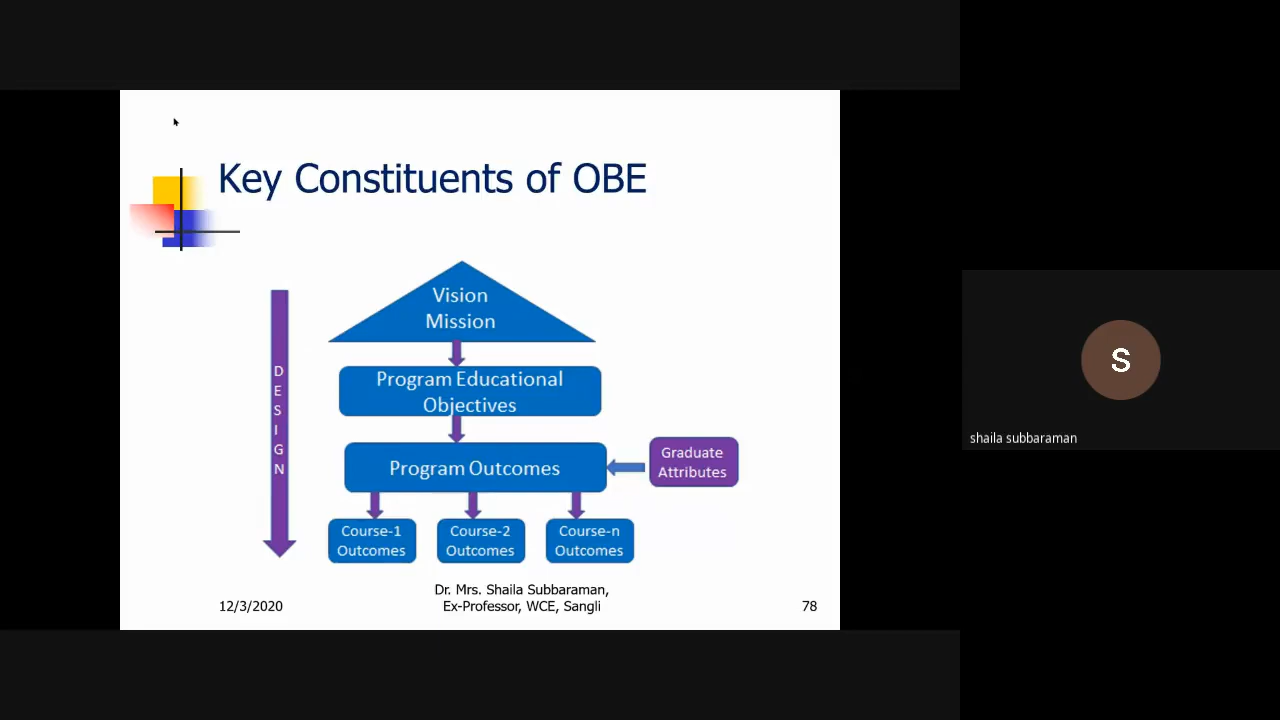 Key Constituents of OBE
Vision
Mission
DESIGN
Program Educational
Objectives
Program Outcomes
Graduate
Attributes
Course-1
Outcomes
Course-2
Outcomes
Course-n
Outcomes
12/3/2020
Dr. Mrs. Shaila Subbaraman,
Ex-Professor, WCE, Sangli
78
S
shaila subbaraman